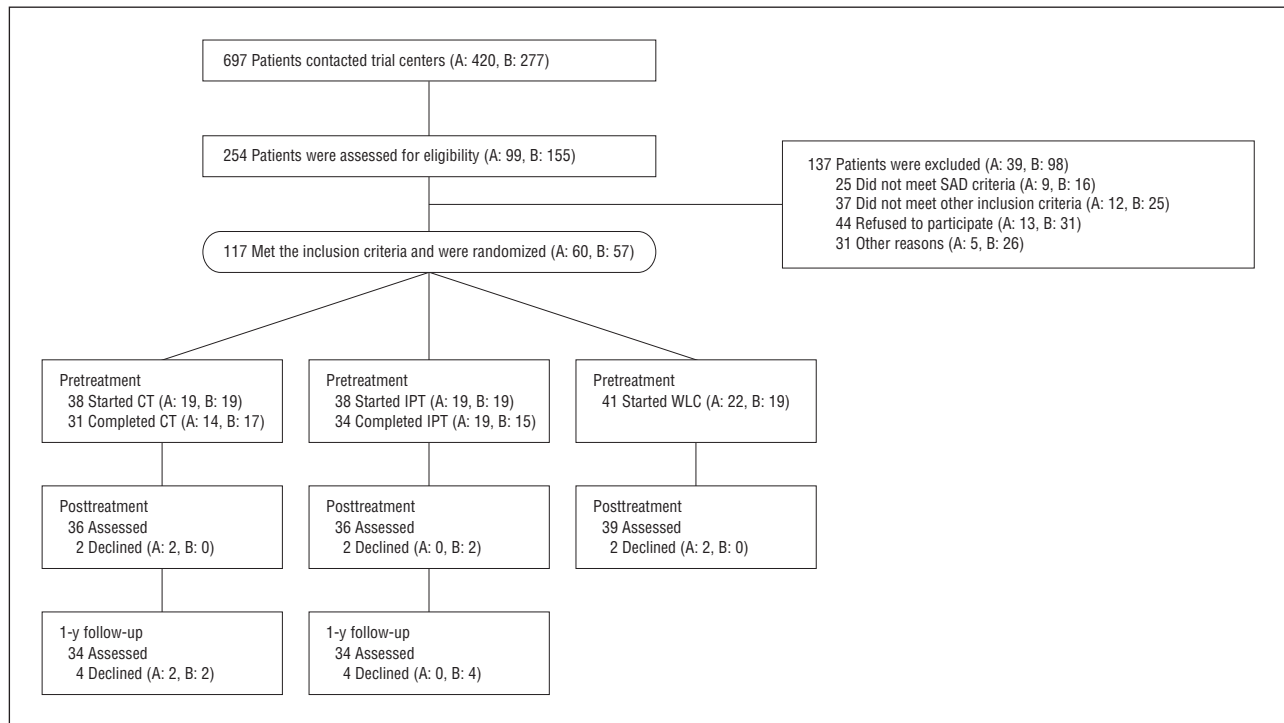 697 Patients contacted trial centers (A: 420, B: 277)
254 Patients were assessed for eligibility (A: 99, B: 155)
137 Patients were excluded (A: 39, B: 98)
25 Did not meet SAD criteria (A: 9, B: 16)
37 Did not meet other inclusion criteria (A: 12, B: 25)
44 Refused to participate (A: 13, B: 31)
31 Other reasons (A: 5, B: 26)
117 Met the inclusion criteria and were randomized (A: 60, B: 57)
Pretreatment
38 Started CT (A: 19, B: 19)
31 Completed CT (A: 14, B: 17)
Pretreatment
38 Started IPT (A: 19, B: 19)
34 Completed IPT (A: 19, B: 15)
Pretreatment
41 Started WLC (A: 22, B: 19)
Posttreatment
36 Assessed
2 Declined (A: 2, B: 0)
Posttreatment
36 Assessed
2 Declined (A: 0, B: 2)
Posttreatment
39 Assessed
2 Declined (A: 2, B: 0)
1-y follow-up
34 Assessed
4 Declined (A: 2, B: 2)
1-y follow-up
34 Assessed
4 Declined (A: 0, B: 4)